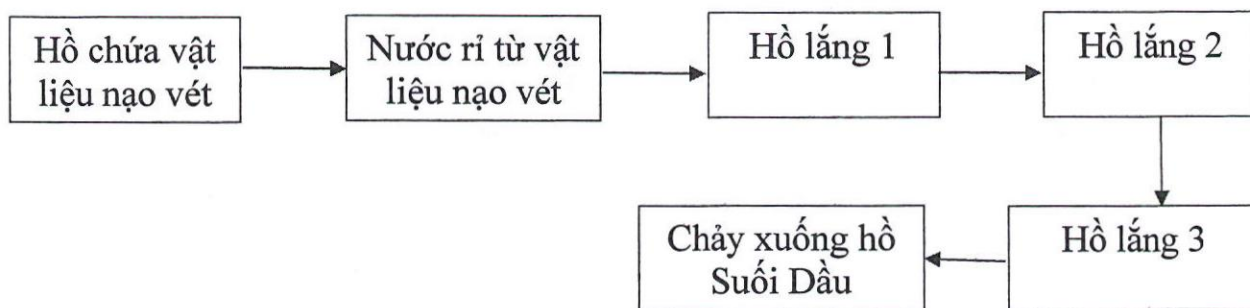 Hồ chứa vật
liệu nạo vét
Nước rỉ từ vật
liệu nạo vét
Hồ lắng 1
Hồ lắng 2
Hồ lắng 3
Chảy xuống hồ
Suối Dầu